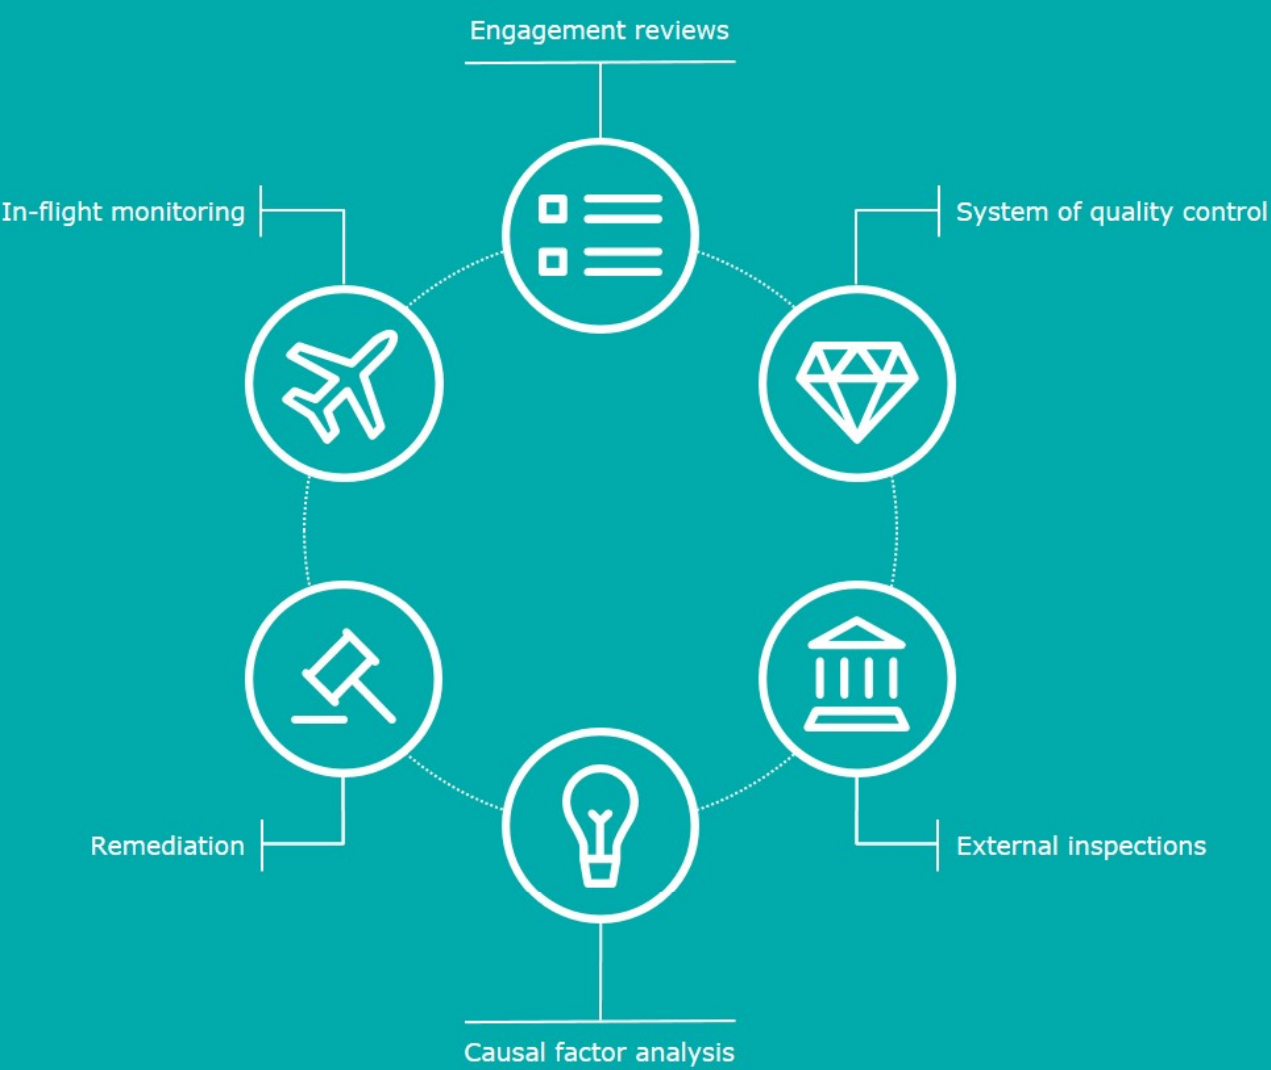 Engagement reviews
In-flight monitoring
System of quality control
Remediation
External inspections
Causal factor analysis